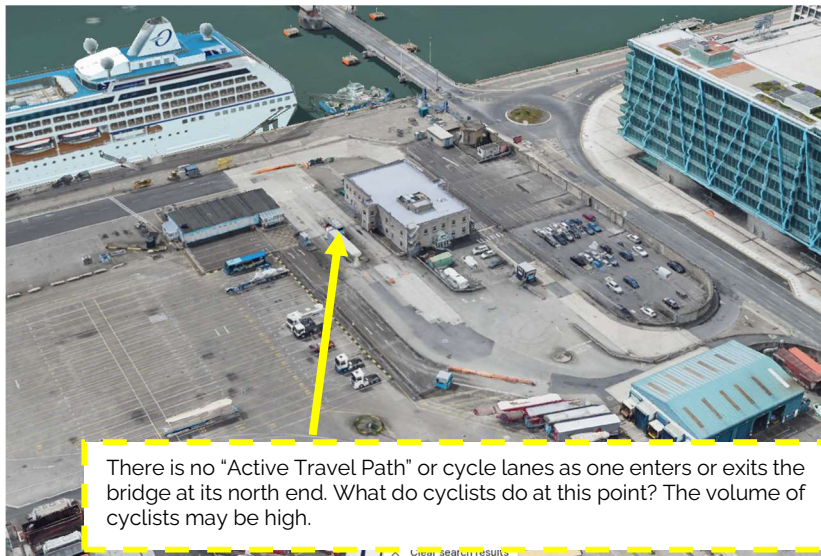 There is no “Active Travel Path” or cycle lanes as one enters or exits the
bridge at its north end. What do cyclists do at this point? The volume of
cyclists may be high.
Clear search results